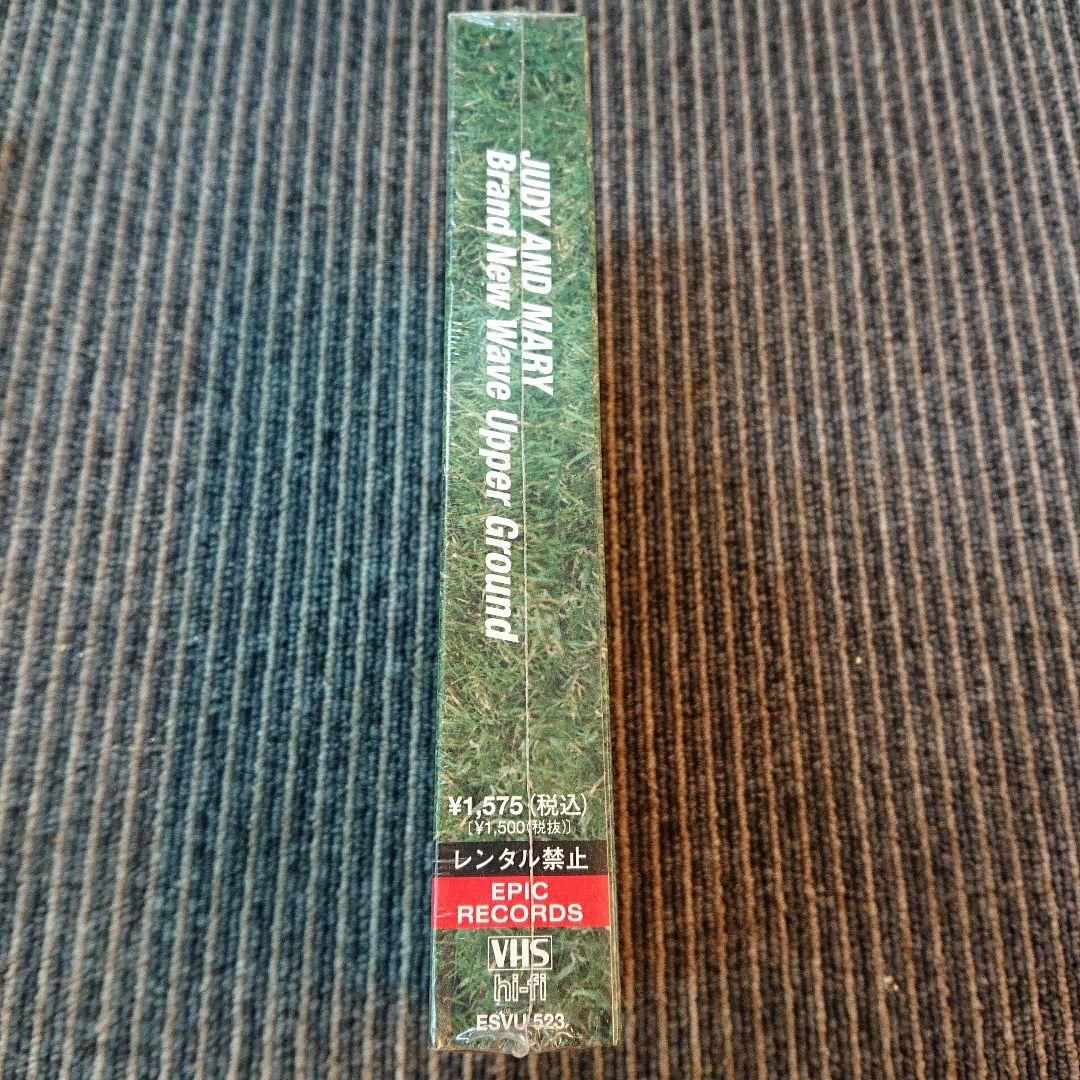 JUDY AND MARY
Brand New Wave Upper Ground
¥1,575(税込)
〔¥1,500(税抜)〕
レンタル禁止
EPIC
RECORDS
VHS
hi-fi
ESVU 523